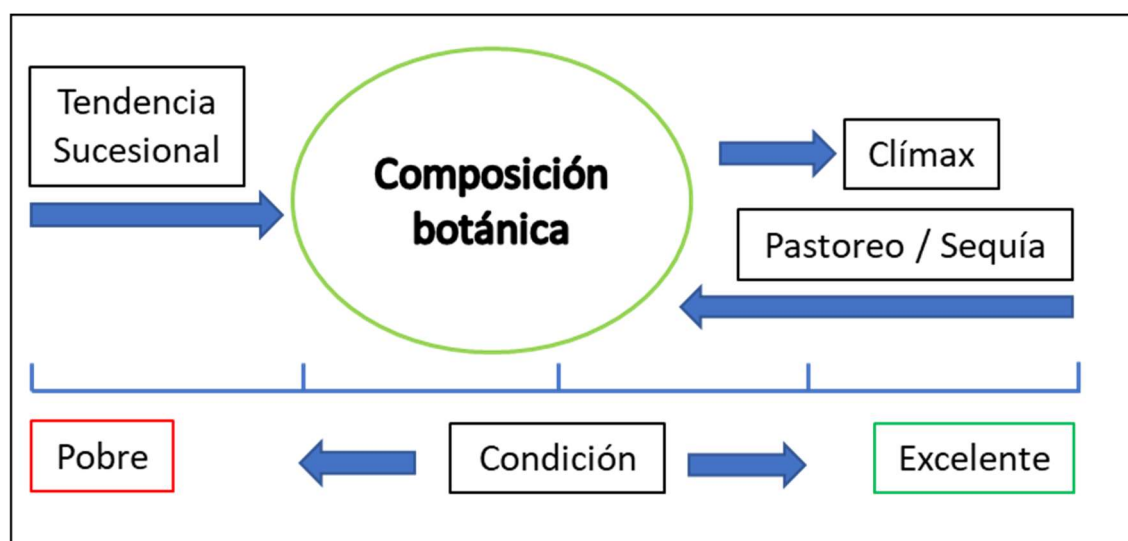 Tendencia
Sucesional
Composición
botánica
Clímax
Pastoreo / Sequía
Pobre
Condición
Excelente